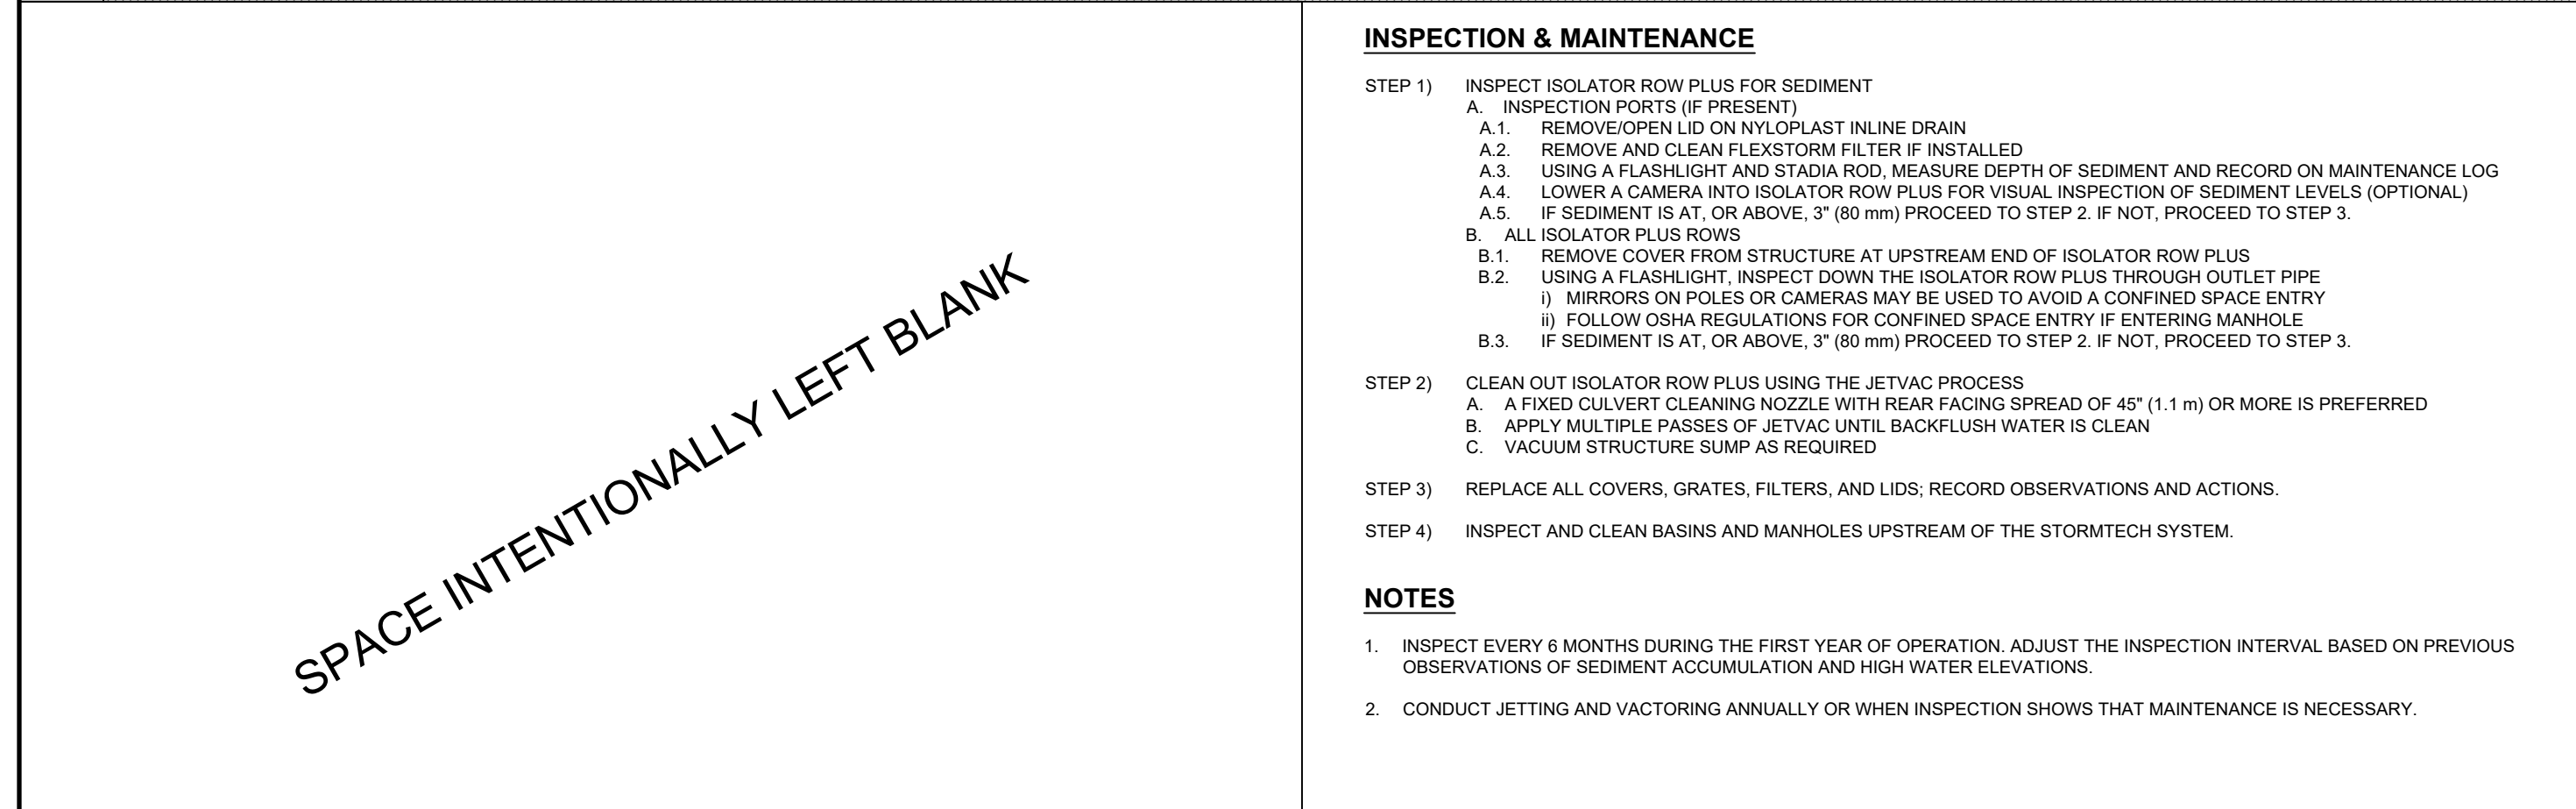 SPACE INTENTIONALLY LEFT BLANK
INSPECTION & MAINTENANCE
STEP 1) INSPECT ISOLATOR ROW PLUS FOR SEDIMENT
A. INSPECTION PORTS (IF PRESENT)
A.1. REMOVE/OPEN LID ON NYLOPLAST INLINE DRAIN
A.2. REMOVE AND CLEAN FLEXSTORM FILTER IF INSTALLED
A.3. USING A FLASHLIGHT AND STADIA ROD, MEASURE DEPTH OF SEDIMENT AND RECORD ON MAINTENANCE LOG
A.4. LOWER A CAMERA INTO ISOLATOR ROW PLUS FOR VISUAL INSPECTION OF SEDIMENT LEVELS (OPTIONAL)
A.5. IF SEDIMENT IS AT, OR ABOVE, 3" (80 mm) PROCEED TO STEP 2. IF NOT, PROCEED TO STEP 3.
B. ALL ISOLATOR PLUS ROWS
B.1. REMOVE COVER FROM STRUCTURE AT UPSTREAM END OF ISOLATOR ROW PLUS
B.2. USING A FLASHLIGHT, INSPECT DOWN THE ISOLATOR ROW PLUS THROUGH OUTLET PIPE
i) MIRRORS ON POLES OR CAMERAS MAY BE USED TO AVOID A CONFINED SPACE ENTRY
ii) FOLLOW OSHA REGULATIONS FOR CONFINED SPACE ENTRY IF ENTERING MANHOLE
B.3. IF SEDIMENT IS AT, OR ABOVE, 3" (80 mm) PROCEED TO STEP 2. IF NOT, PROCEED TO STEP 3.
STEP 2) CLEAN OUT ISOLATOR ROW PLUS USING THE JETVAC PROCESS
A. A FIXED CULVERT CLEANING NOZZLE WITH REAR FACING SPREAD OF 45" (1.1 m) OR MORE IS PREFERRED
B. APPLY MULTIPLE PASSES OF JETVAC UNTIL BACKFLUSH WATER IS CLEAN
C. VACUUM STRUCTURE SUMP AS REQUIRED
STEP 3) REPLACE ALL COVERS, GRATES, FILTERS, AND LIDS; RECORD OBSERVATIONS AND ACTIONS.
STEP 4) INSPECT AND CLEAN BASINS AND MANHOLES UPSTREAM OF THE STORMTECH SYSTEM.
NOTES
1. INSPECT EVERY 6 MONTHS DURING THE FIRST YEAR OF OPERATION. ADJUST THE INSPECTION INTERVAL BASED ON PREVIOUS
OBSERVATIONS OF SEDIMENT ACCUMULATION AND HIGH WATER ELEVATIONS.
2. CONDUCT JETTING AND VACTORING ANNUALLY OR WHEN INSPECTION SHOWS THAT MAINTENANCE IS NECESSARY.